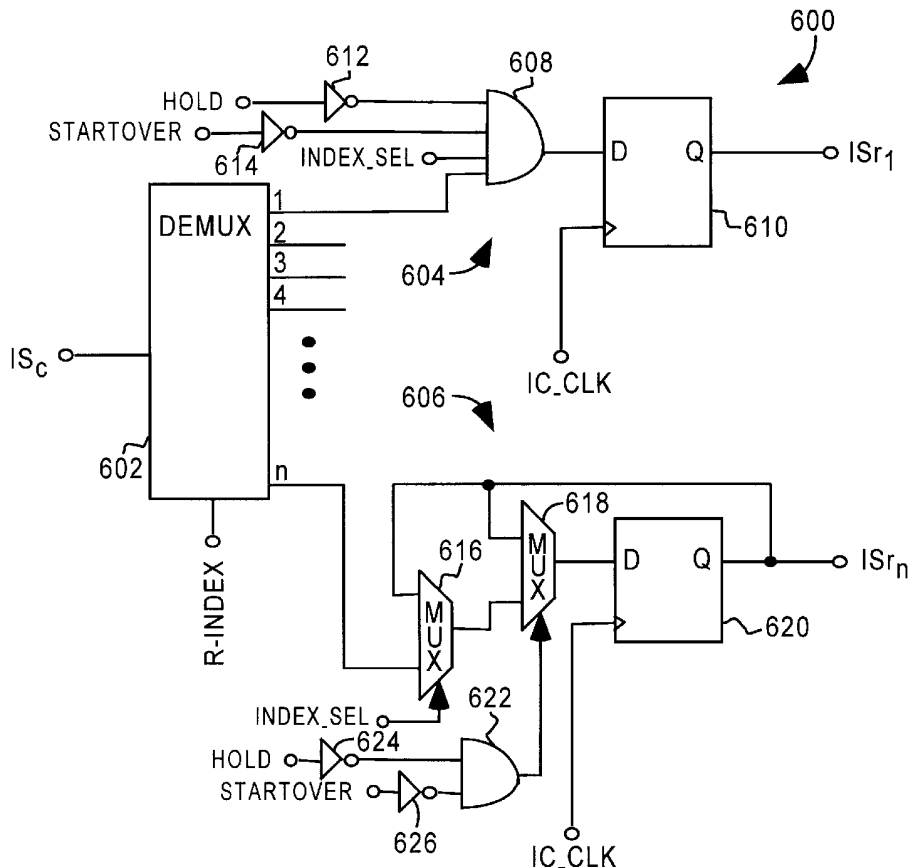 600
612
608
HOLD
STARTOVER
614
INDEX_SEL
D Q
ISr1
610
DEMUX
1
2
3
4
604
ISc
IC_CLK
606
602
n
R-INDEX
616
MUX
618
MUX
D Q
ISrn
620
INDEX_SEL
622
HOLD
624
STARTOVER
626
IC_CLK